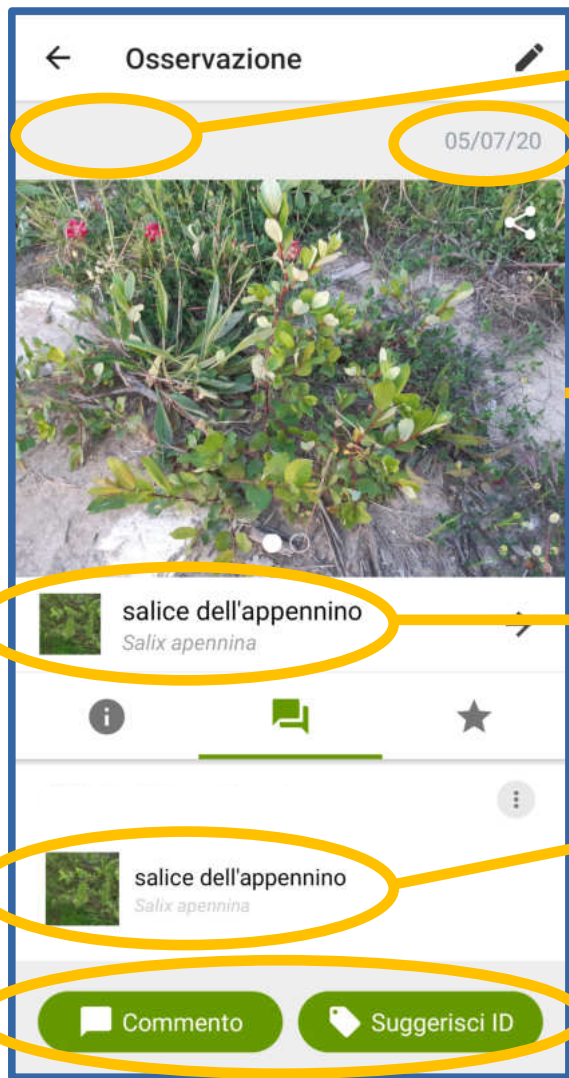 Osservazione
05/07/20
salice dell'appennino
Salix apennina
salice dell'appennino
Salix apennina
Commento
Suggerisci ID